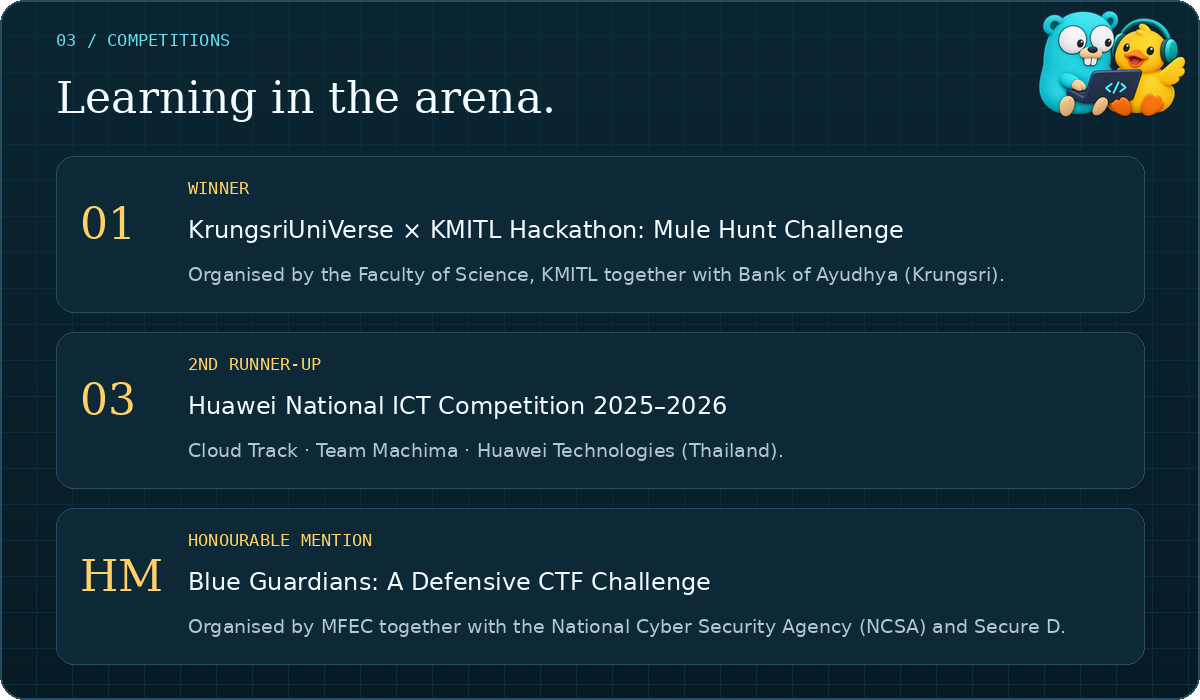 03 / COMPETITIONS
Learning in the arena.
01
WINNER
KrungsriUniVerse × KMITL Hackathon: Mule Hunt Challenge
Organised by the Faculty of Science, KMITL together with Bank of Ayudhya (Krungsri).
03
2ND RUNNER-UP
Huawei National ICT Competition 2025–2026
Cloud Track · Team Machima · Huawei Technologies (Thailand).
HM
HONOURABLE MENTION
Blue Guardians: A Defensive CTF Challenge
Organised by MFEC together with the National Cyber Security Agency (NCSA) and Secure D.
</>